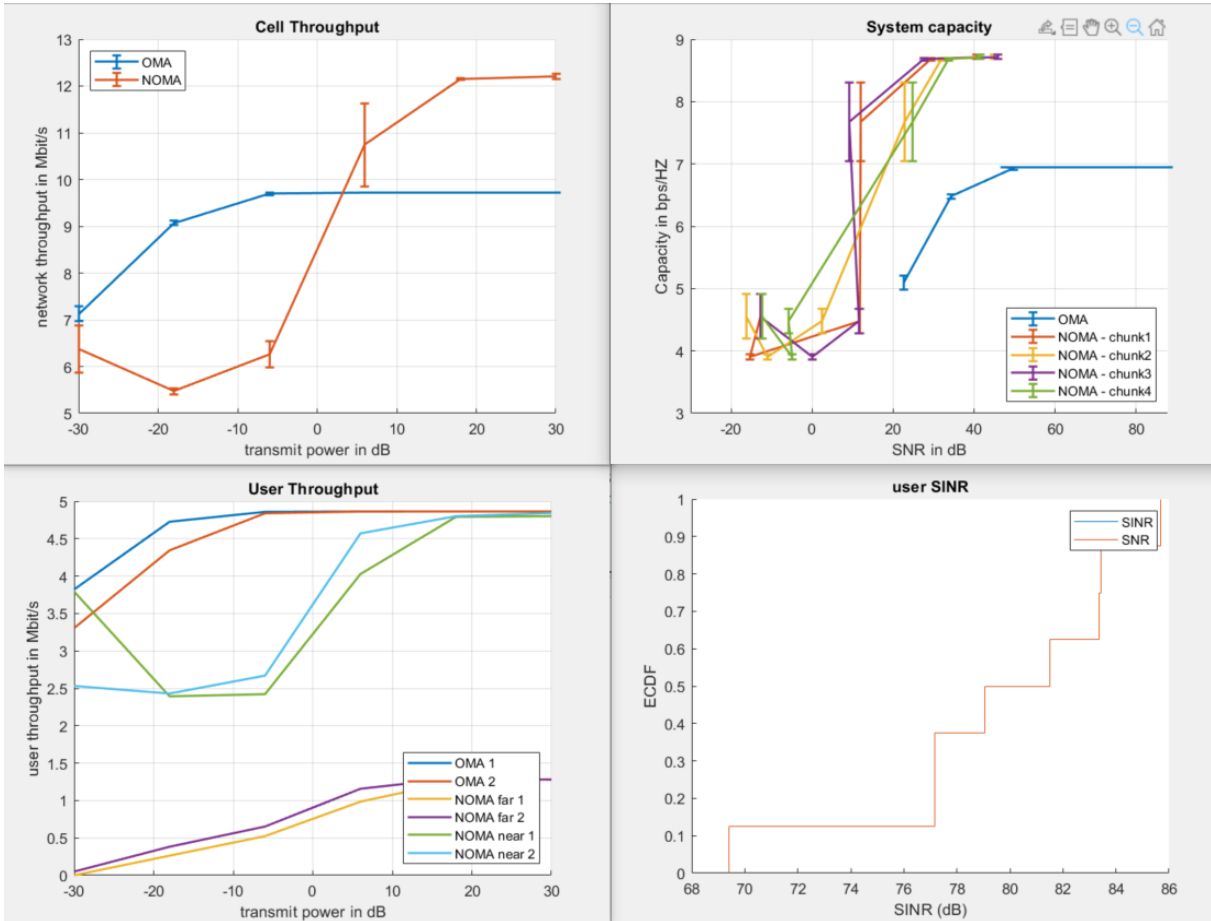 Cell Throughput
network throughput in Mbit/s
13
12
11
10
9
8
7
6
5
OMA
NOMA
-30
-20
-10
0
10
20
30
transmit power in dB
System capacity
Capacity in bps/HZ
9
8
7
6
5
4
3
OMA
NOMA - chunk1
NOMA - chunk2
NOMA - chunk3
NOMA - chunk4
-20
0
20
40
60
80
SNR in dB
User Throughput
user throughput in Mbit/s
5
4.5
4
3.5
3
2.5
2
1.5
1
0.5
0
OMA 1
OMA 2
NOMA far 1
NOMA far 2
NOMA near 1
NOMA near 2
-30
-20
-10
0
10
20
30
transmit power in dB
user SINR
ECDF
1
0.9
0.8
0.7
0.6
0.5
0.4
0.3
0.2
0.1
0
SINR
SNR
68
70
72
74
76
78
80
82
84
86
SINR (dB)